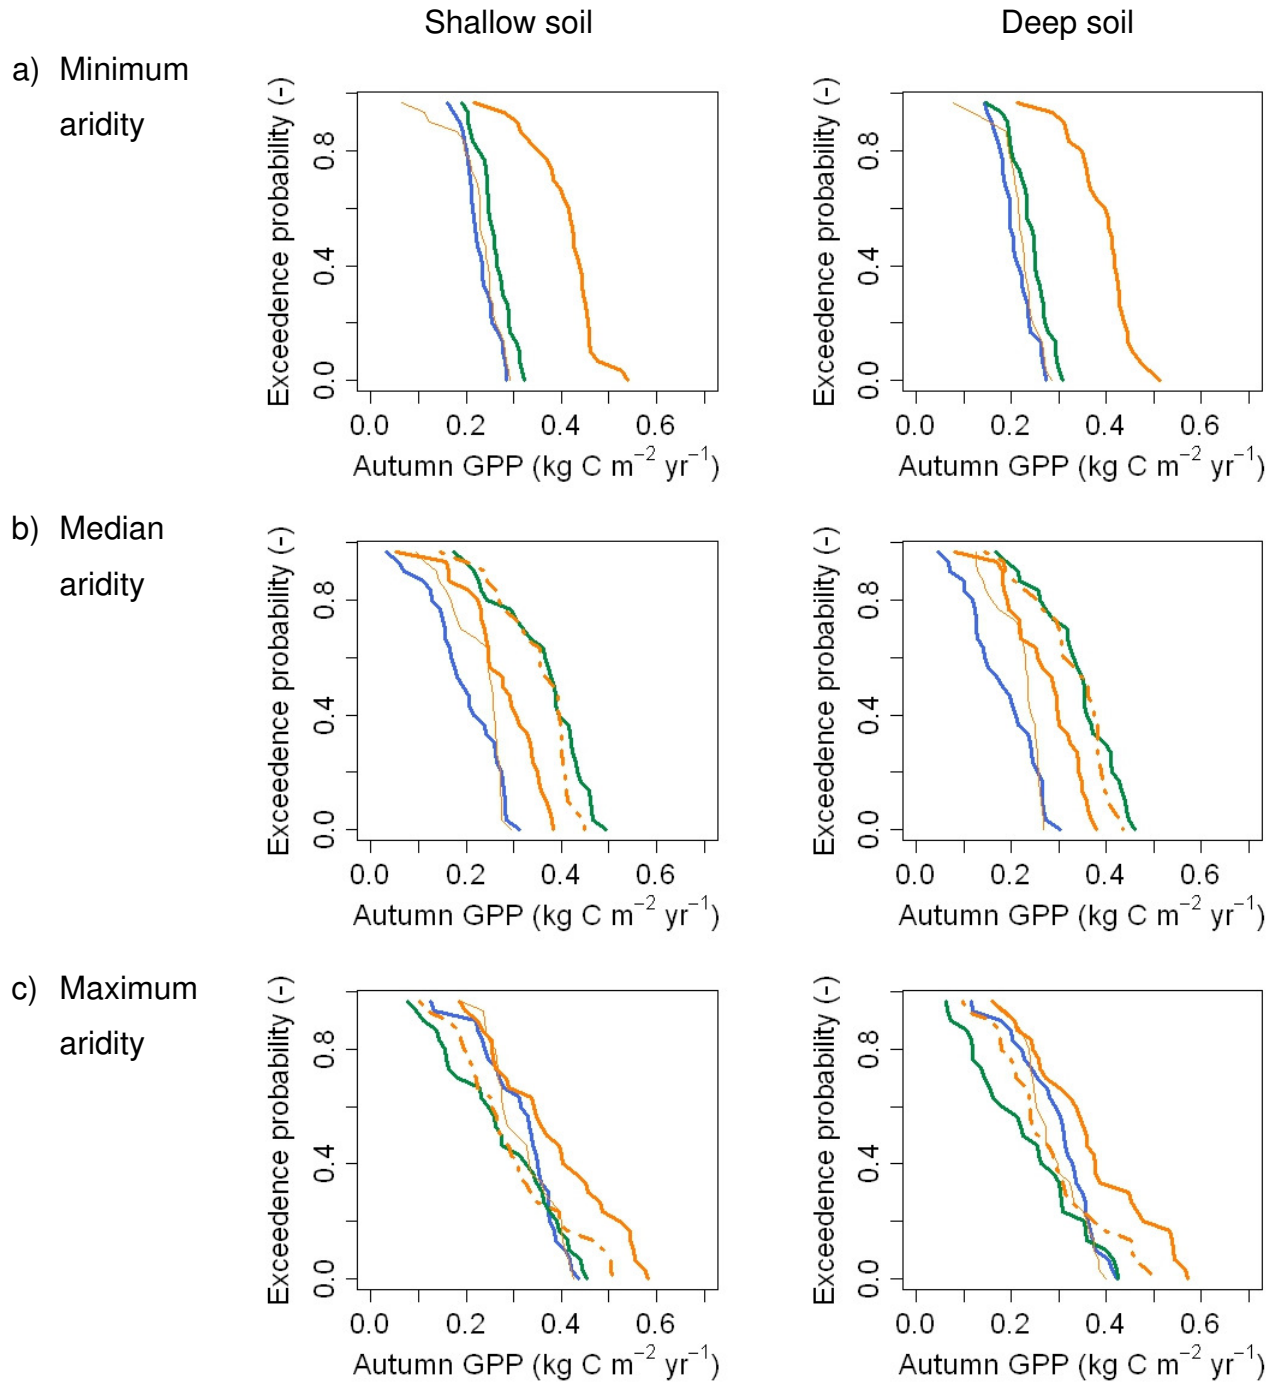 Shallow soil Deep soil
a) Minimum
aridity
Exceedence probability (-)
0.0 0.4 0.8
0.0 0.2 0.4 0.6
Autumn GPP (kg C m⁻² yr⁻¹)
Exceedence probability (-)
0.0 0.4 0.8
0.0 0.2 0.4 0.6
Autumn GPP (kg C m⁻² yr⁻¹)
b) Median
aridity
Exceedence probability (-)
0.0 0.4 0.8
0.0 0.2 0.4 0.6
Autumn GPP (kg C m⁻² yr⁻¹)
Exceedence probability (-)
0.0 0.4 0.8
0.0 0.2 0.4 0.6
Autumn GPP (kg C m⁻² yr⁻¹)
c) Maximum
aridity
Exceedence probability (-)
0.0 0.4 0.8
0.0 0.2 0.4 0.6
Autumn GPP (kg C m⁻² yr⁻¹)
Exceedence probability (-)
0.0 0.4 0.8
0.0 0.2 0.4 0.6
Autumn GPP (kg C m⁻² yr⁻¹)